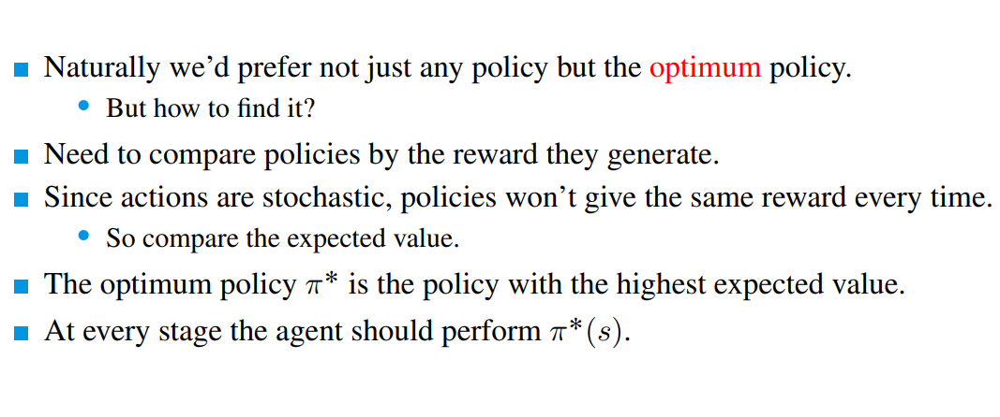 Naturally we'd prefer not just any policy but the optimum policy.
But how to find it?
Need to compare policies by the reward they generate.
Since actions are stochastic, policies won't give the same reward every time.
So compare the expected value.
The optimum policy π* is the policy with the highest expected value.
At every stage the agent should perform π*(s).